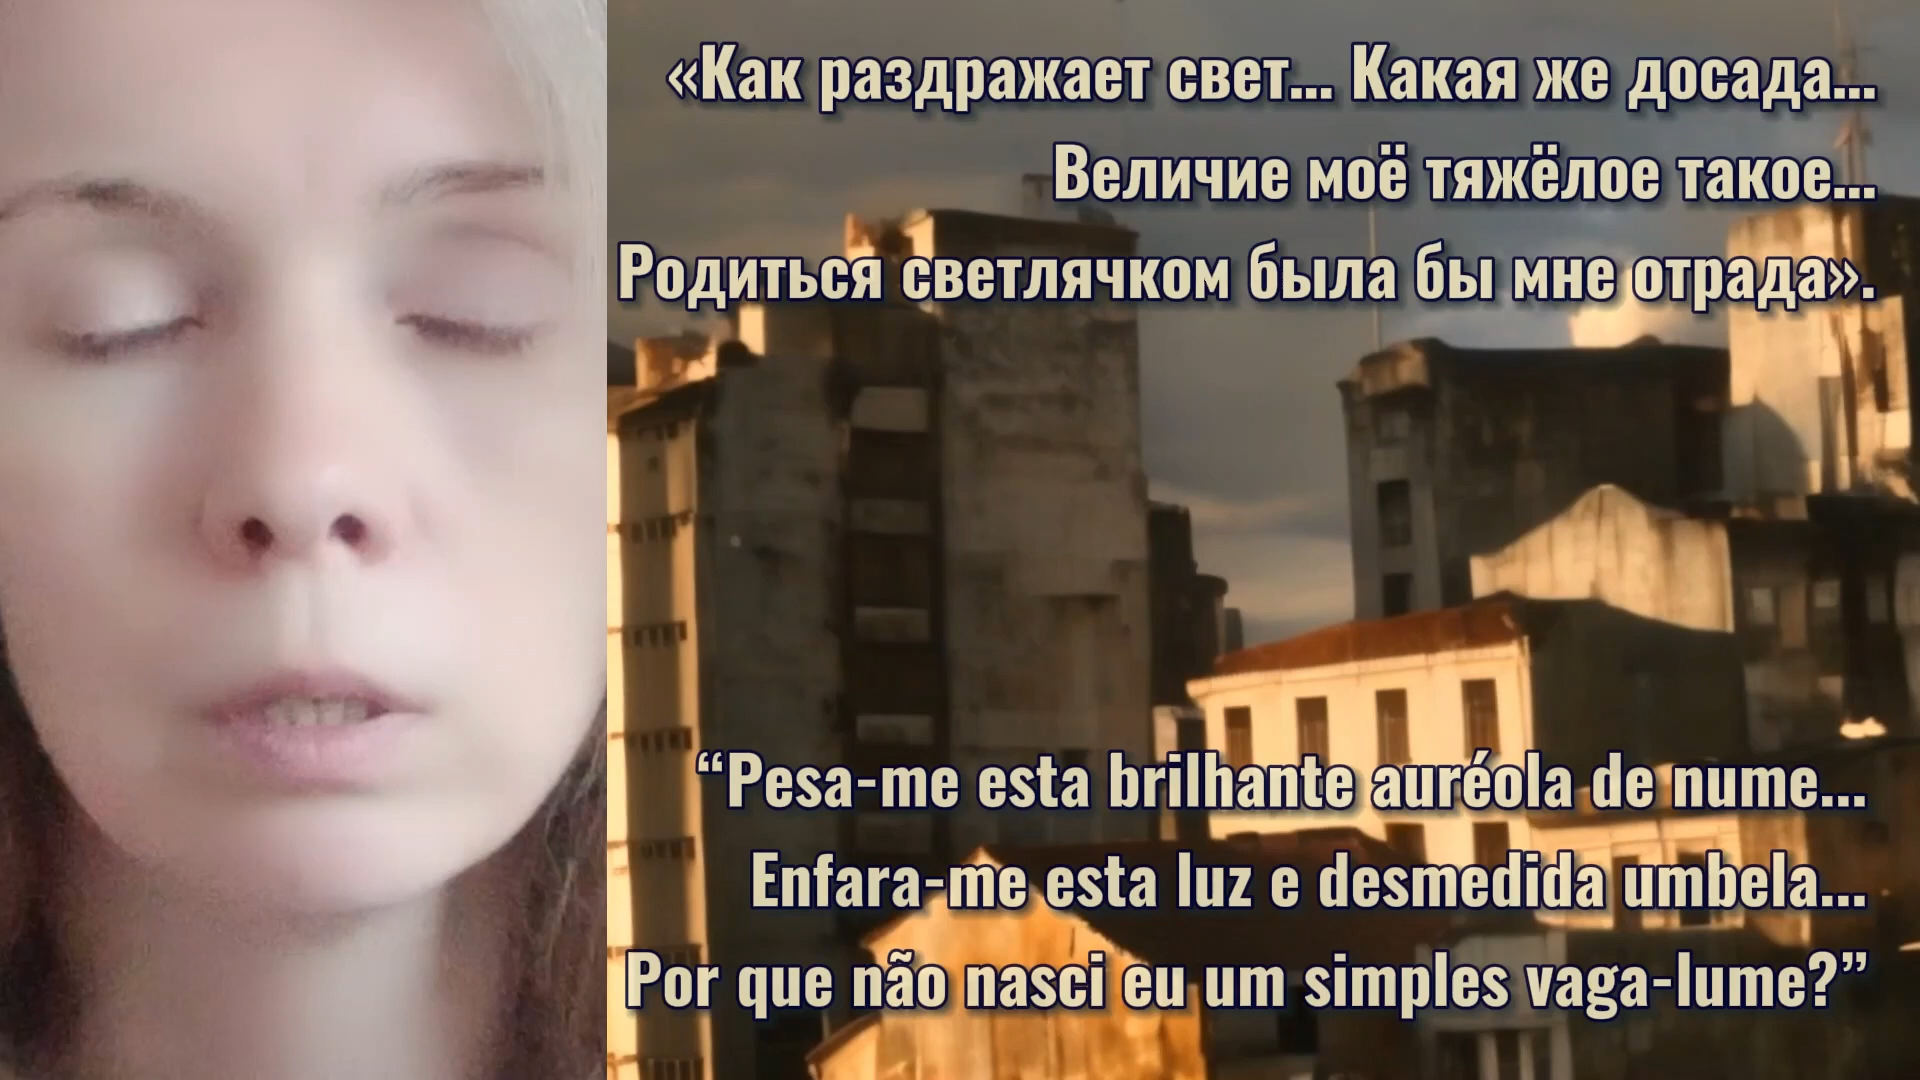 «Как раздражает свет... Какая же досада...
Величие моё тяжёлое такое...
Родиться светлячком была бы мне отрада».
“Pesa-me esta brilhante auréola de nume...
Enfara-me esta luz e desmedida umbela...
Por que não nasci eu um simples vaga-lume?”